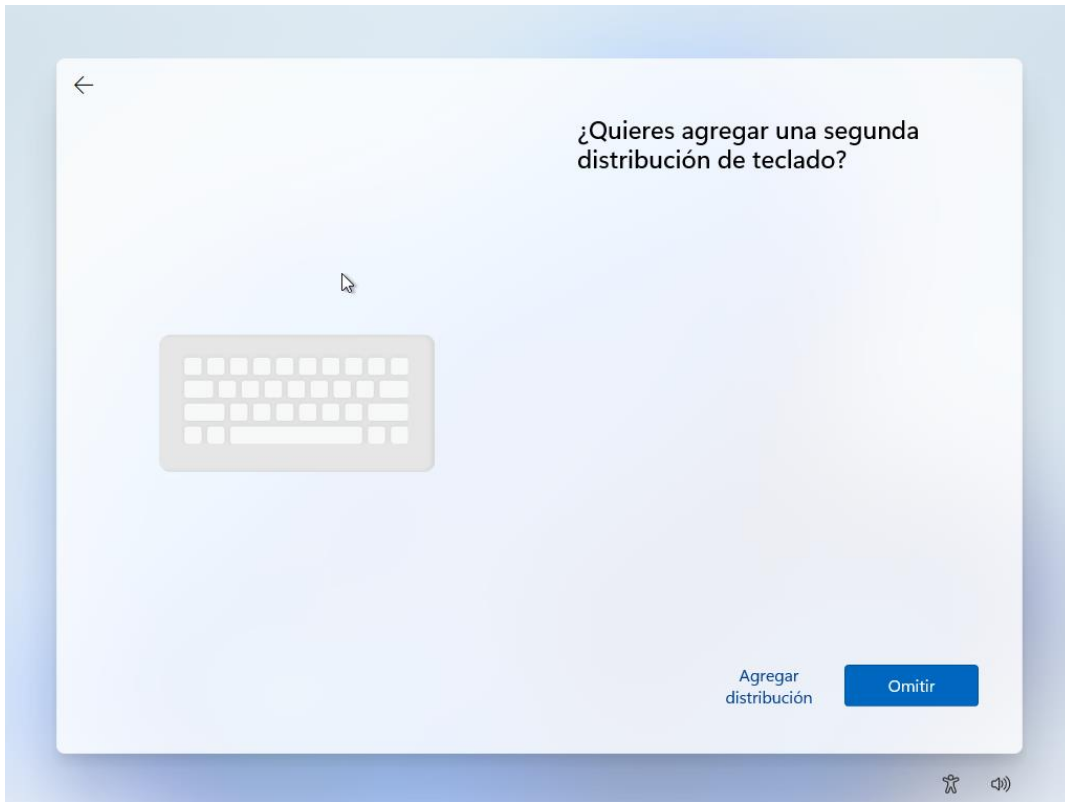 ¿Quieres agregar una segunda
distribución de teclado?
Agregar
distribución
Omitir